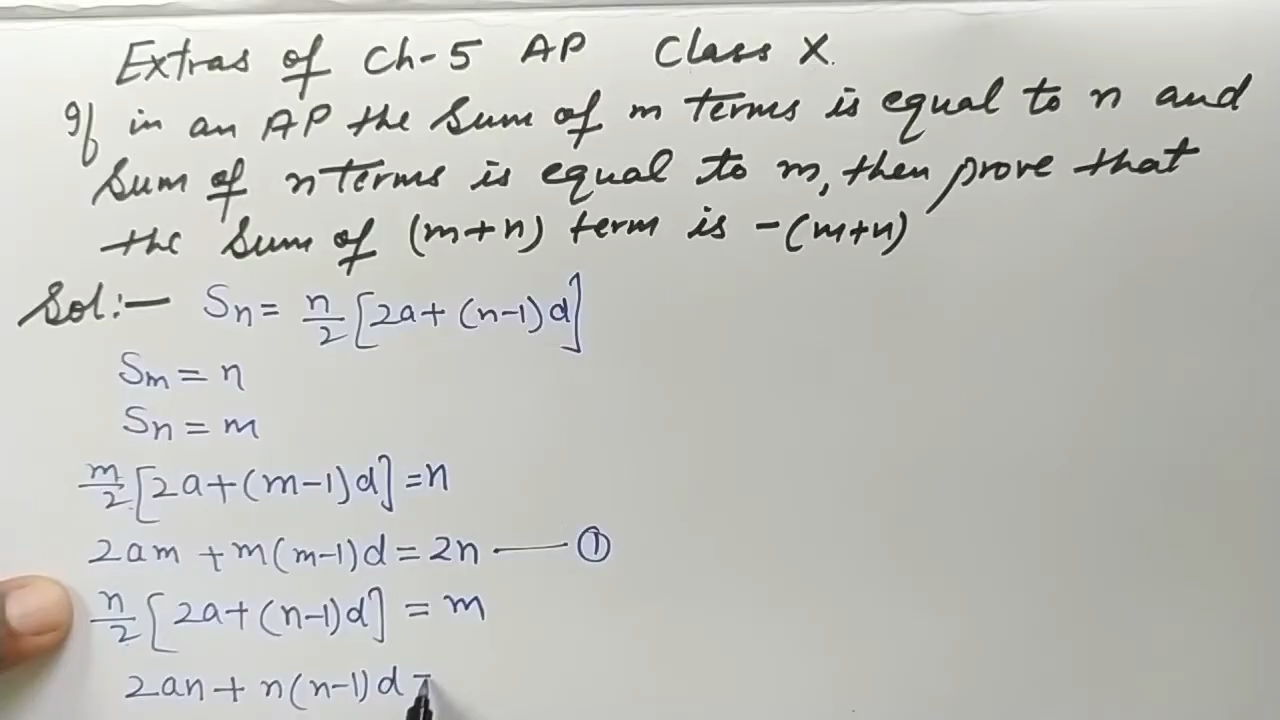 Extras of Ch-5 AP Class X.
If in an AP the sum of m terms is equal to n and
sum of n terms is equal to m, then prove that
the sum of (m+n) term is -(m+n)
Sol:- Sn = n/2 [2a+(n-1)d]
Sm = n
Sn = m
m/2 [2a+(m-1)d] = n
2am + m(m-1)d = 2n —— ①
n/2 [2a+(n-1)d] = m
2an + n(n-1)d =